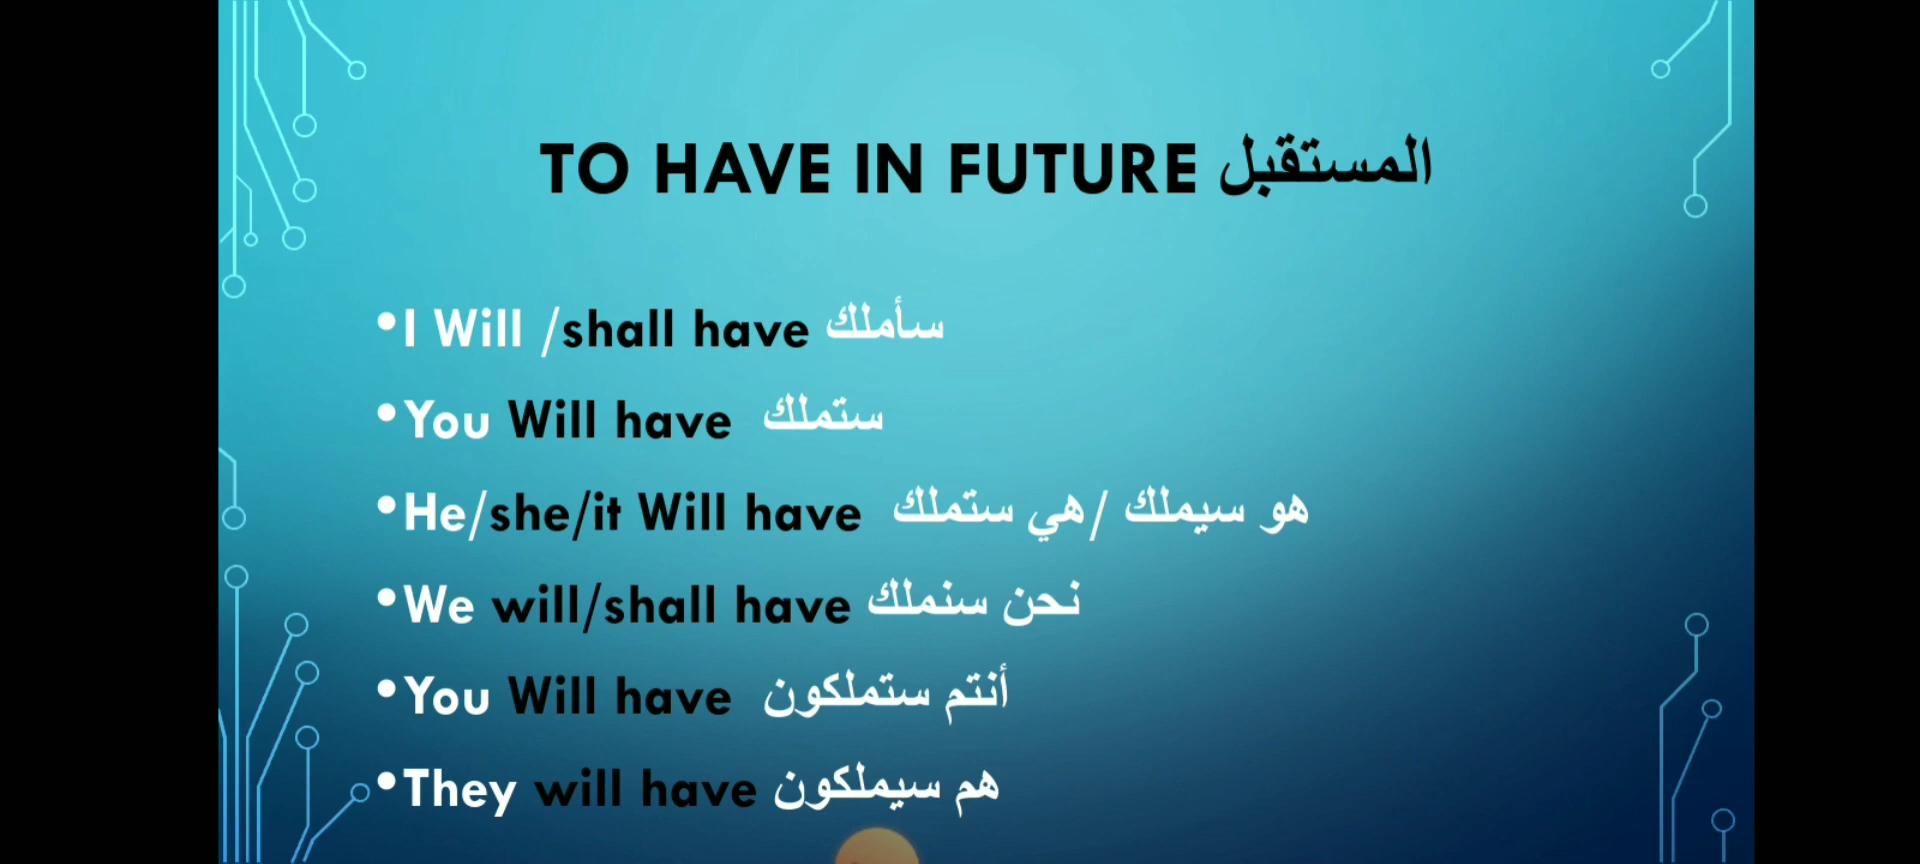 TO HAVE IN FUTURE المستقبل
•I Will /shall have سأملك
•You Will have ستملك
•He/she/it Will have هو سيملك /هي ستملك
•We will/shall have نحن سنملك
•You Will have أنتم ستملكون
•They will have هم سيملكون